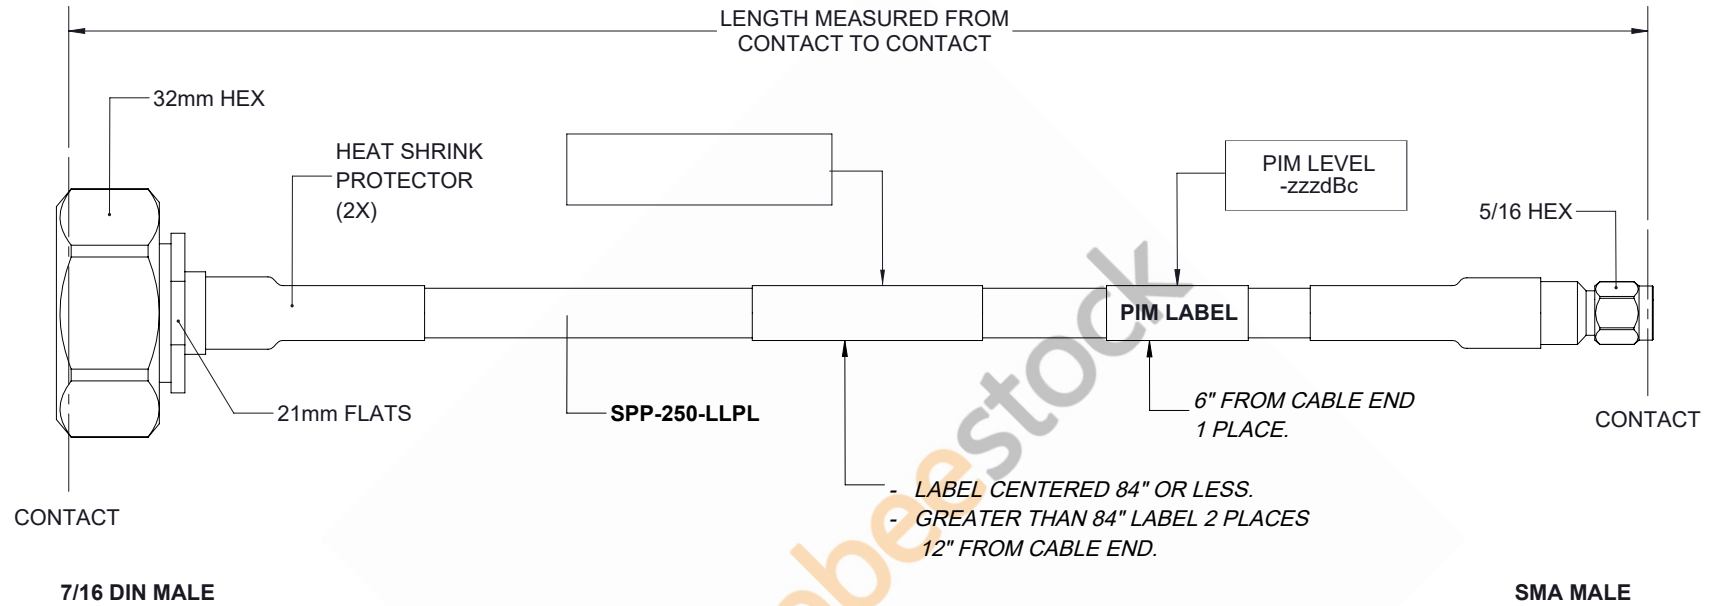 LENGTH MEASURED FROM
CONTACT TO CONTACT
32mm HEX
HEAT SHRINK
PROTECTOR
(2X)
PIM LEVEL
-zzzdBc
5/16 HEX
PIM LABEL
21mm FLATS
SPP-250-LLPL
6" FROM CABLE END
1 PLACE.
CONTACT
- LABEL CENTERED 84" OR LESS.
- GREATER THAN 84" LABEL 2 PLACES
12" FROM CABLE END.
CONTACT
7/16 DIN MALE
SMA MALE
obeestock